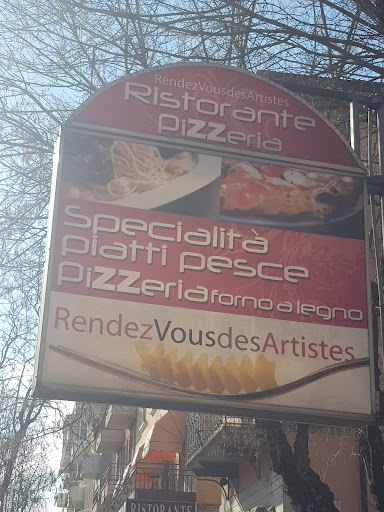 RendezVousdesArtistes
Ristorante
Pizzeria
Specialità
piatti pesce
Pizzeria forno a legno
RendezVousdesArtistes
RISTORANTE